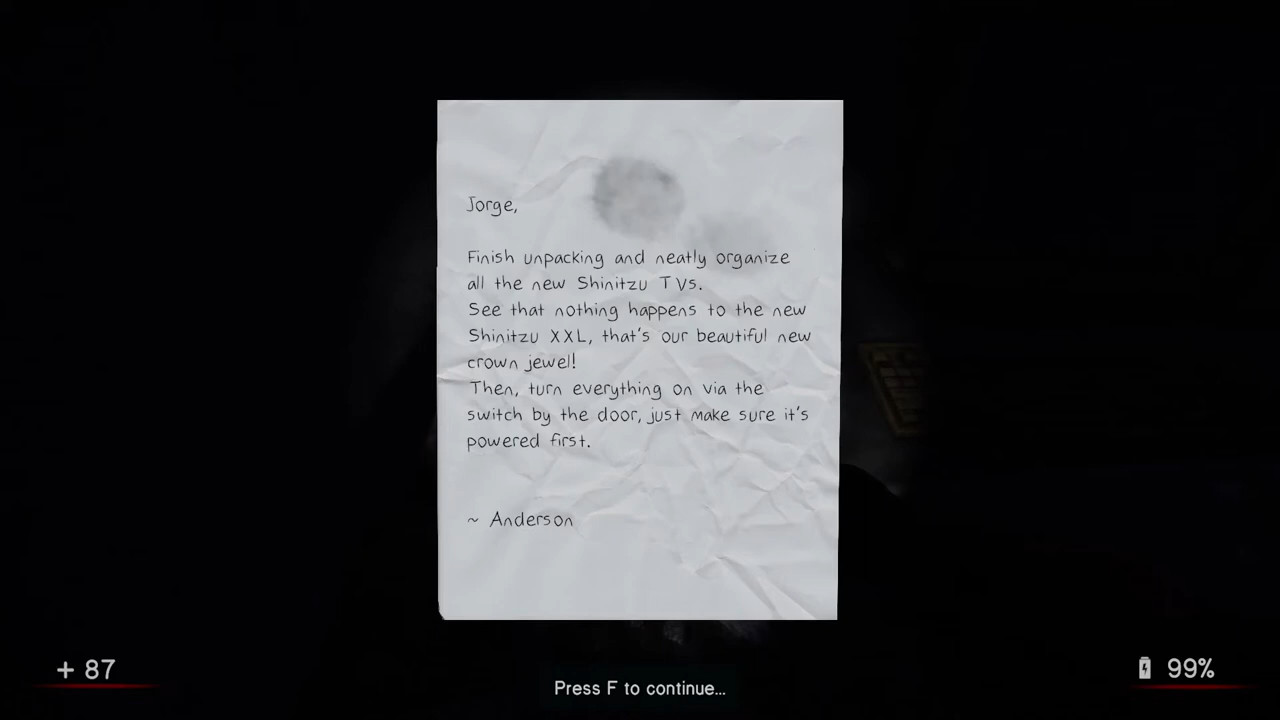 Jorge,
Finish unpacking and neatly organize
all the new Shinitzu TVs.
See that nothing happens to the new
Shinitzu XXL, that's our beautiful new
crown jewel!
Then, turn everything on via the
switch by the door, just make sure it's
powered first.
~ Anderson
+ 87
Press F to continue...
99%